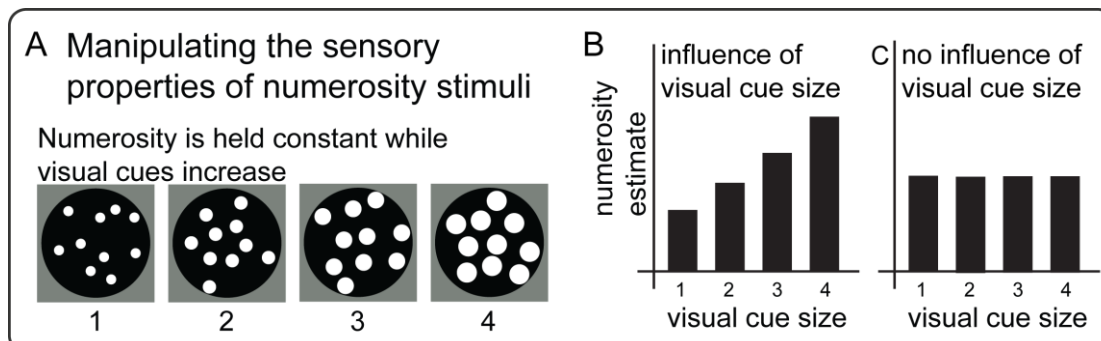 A Manipulating the sensory
properties of numerosity stimuli
Numerosity is held constant while
visual cues increase
1 2 3 4
B influence of
visual cue size
numerosity
estimate
1 2 3 4
visual cue size
C no influence of
visual cue size
1 2 3 4
visual cue size